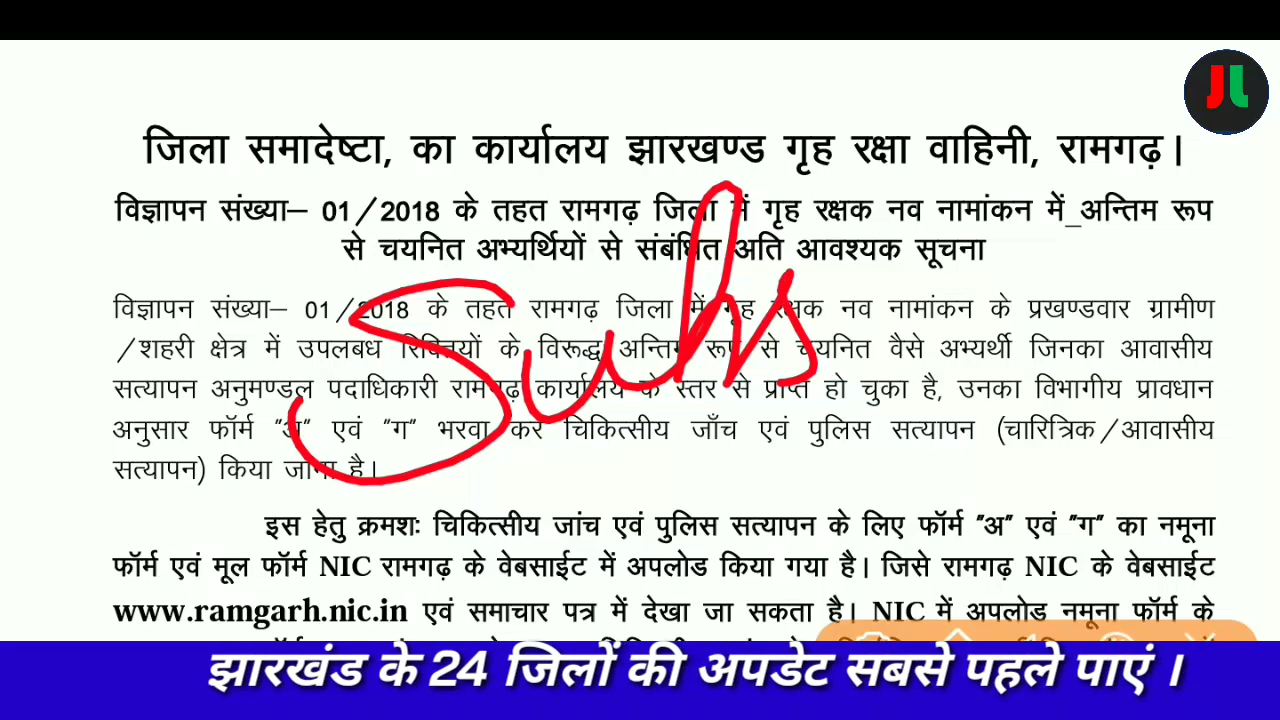 जिला समादेष्टा, का कार्यालय झारखण्ड गृह रक्षा वाहिनी, रामगढ़।
विज्ञापन संख्या– 01/2018 के तहत रामगढ़ जिला में गृह रक्षक नव नामांकन में_अन्तिम रूप
से चयनित अभ्यर्थियों से संबंधित अति आवश्यक सूचना
विज्ञापन संख्या– 01/2018 के तहत रामगढ़ जिला में गृह रक्षक नव नामांकन के प्रखण्डवार ग्रामीण
/शहरी क्षेत्र में उपलबध रिक्तियों के विरूद्ध अन्तिम रूप से चयनित वैसे अभ्यर्थी जिनका आवासीय
सत्यापन अनुमण्डल पदाधिकारी रामगढ़ कार्यालय के स्तर से प्राप्त हो चुका है, उनका विभागीय प्रावधान
अनुसार फॉर्म "अ" एवं "ग" भरवा कर चिकित्सीय जाँच एवं पुलिस सत्यापन (चारित्रिक/आवासीय
सत्यापन) किया जाना है।
Subs
इस हेतु क्रमशः चिकित्सीय जांच एवं पुलिस सत्यापन के लिए फॉर्म "अ" एवं "ग" का नमूना
फॉर्म एवं मूल फॉर्म NIC रामगढ़ के वेबसाईट में अपलोड किया गया है। जिसे रामगढ़ NIC के वेबसाईट
www.ramgarh.nic.in एवं समाचार पत्र में देखा जा सकता है। NIC में अपलोड नमूना फॉर्म के
झारखंड के 24 जिलों की अपडेट सबसे पहले पाएं ।